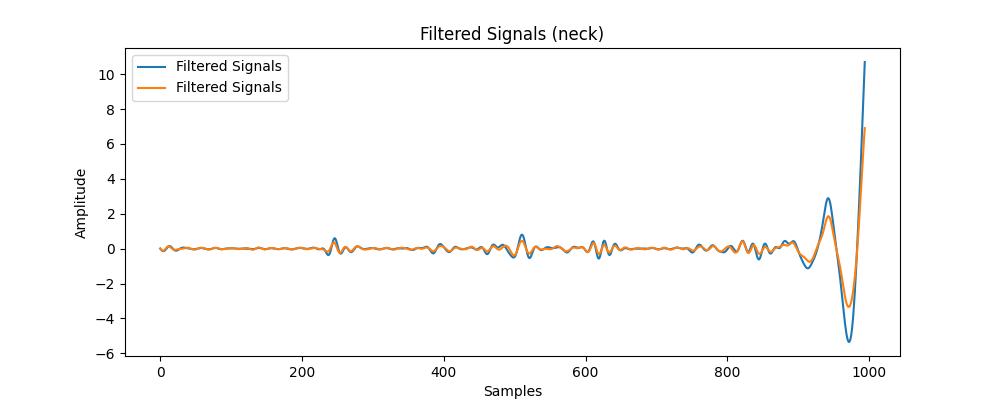 Filtered Signals (neck)
Filtered Signals
Filtered Signals
Amplitude
10
8
6
4
2
0
−2
−4
−6
0 200 400 600 800 1000
Samples